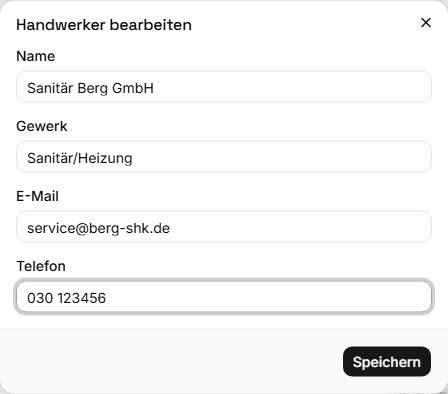 Handwerker bearbeiten
Name
Sanitär Berg GmbH
Gewerk
Sanitär/Heizung
E-Mail
service@berg-shk.de
Telefon
030 123456
Speichern